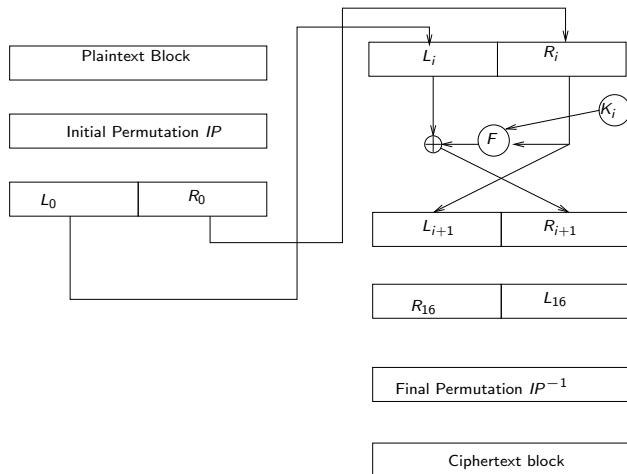 Plaintext Block
Initial Permutation IP
L₀ R₀
Lᵢ Rᵢ
Kᵢ
F
Lᵢ₊₁ Rᵢ₊₁
R₁₆ L₁₆
Final Permutation IP⁻¹
Ciphertext block